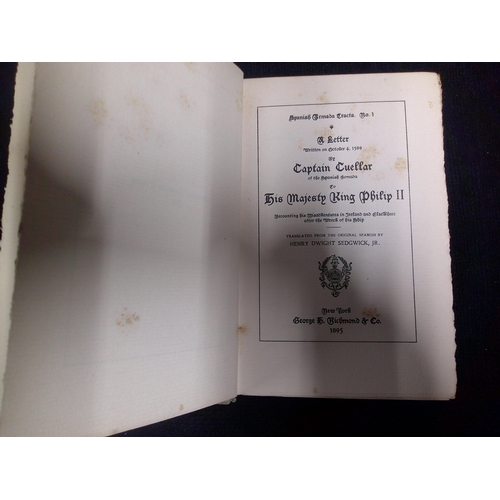 Spanish Armada Tracts. No. 1
A Letter
Written on October 4, 1589
By
Captain Cuellar
of the Spanish Armada
To
His Majesty King Philip II
Recounting his Misadventures in Ireland and Elsewhere
after the Wreck of his Ship
TRANSLATED FROM THE ORIGINAL SPANISH BY
HENRY DWIGHT SEDGWICK, JR.
New York
George H. Richmond & Co.
1895